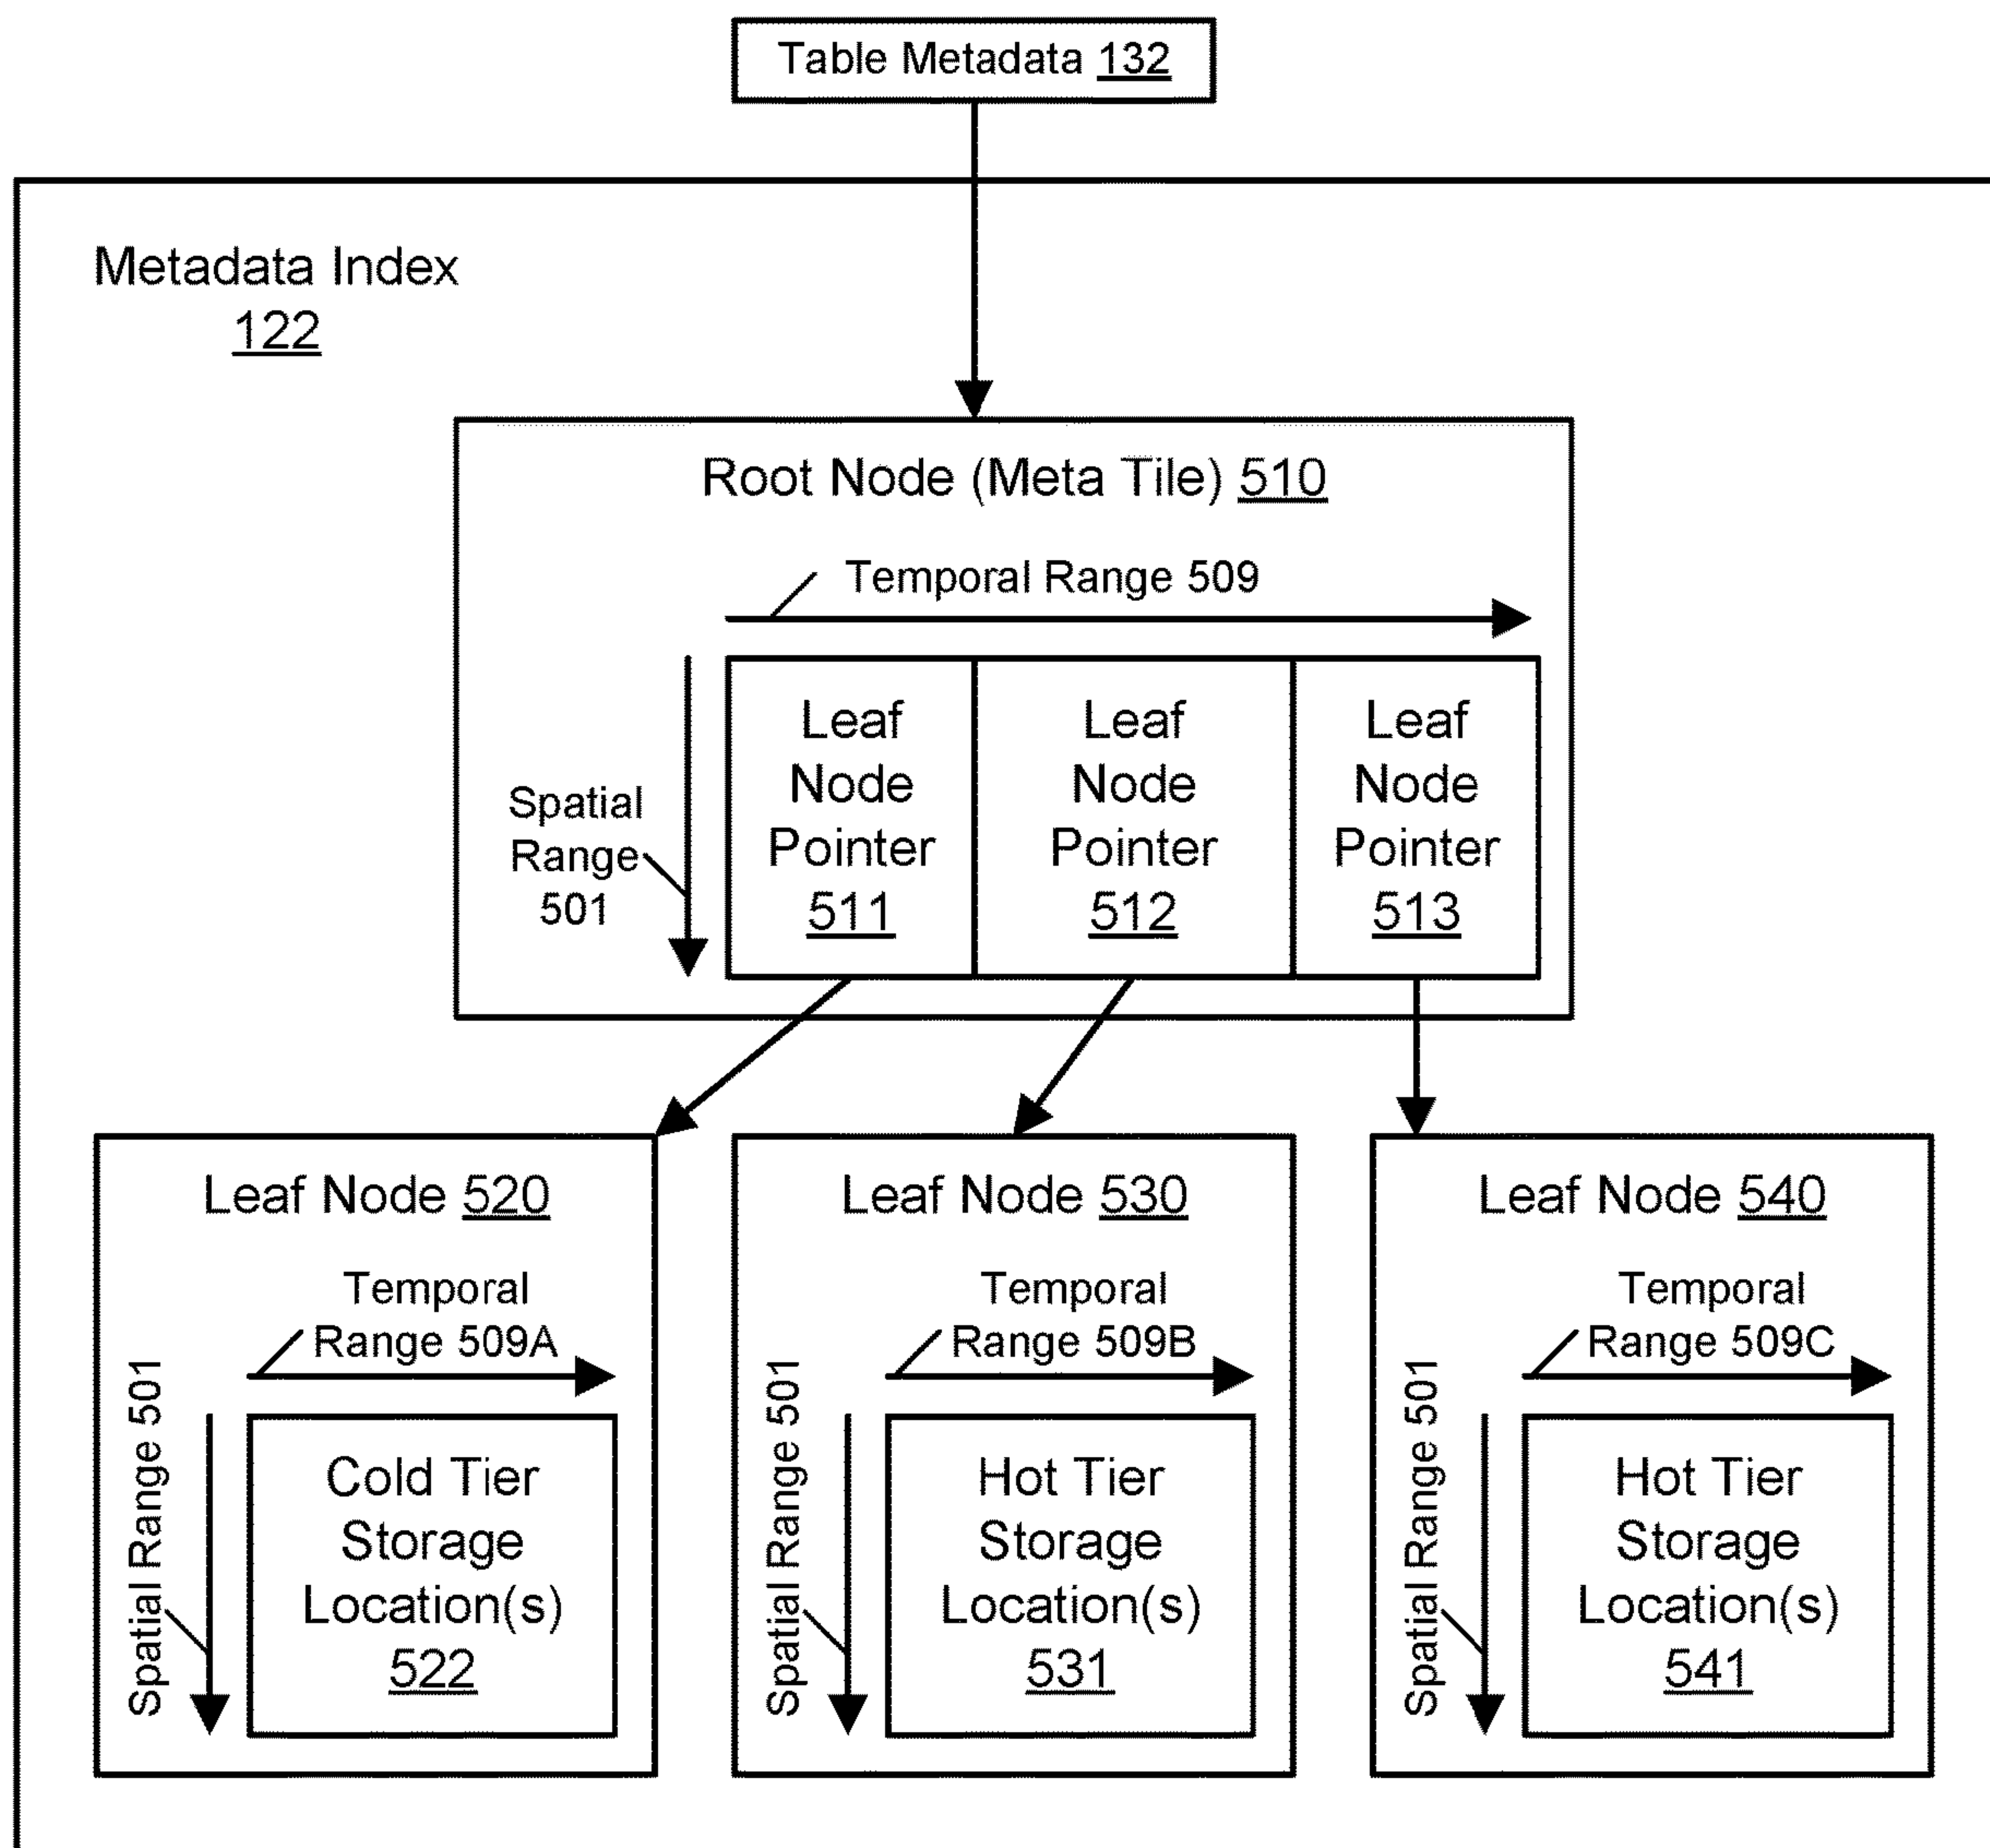 Table Metadata 132
Metadata Index
122
Root Node (Meta Tile) 510
Temporal Range 509
Spatial
Range
501
Leaf
Node
Pointer
511
Leaf
Node
Pointer
512
Leaf
Node
Pointer
513
Leaf Node 520
Temporal
Range 509A
Spatial Range 501
Cold Tier
Storage
Location(s)
522
Leaf Node 530
Temporal
Range 509B
Spatial Range 501
Hot Tier
Storage
Location(s)
531
Leaf Node 540
Temporal
Range 509C
Spatial Range 501
Hot Tier
Storage
Location(s)
541